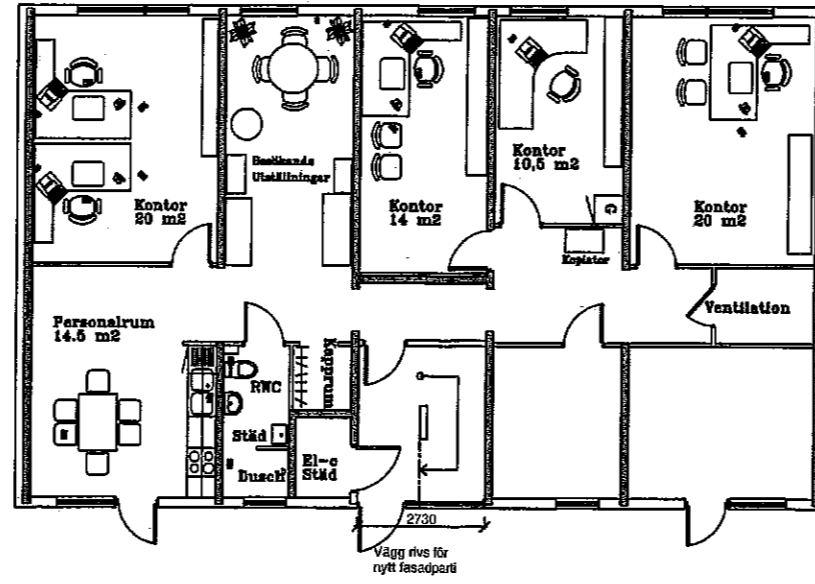 Kontor
20 m2
Besökande
Utställningar
Kontor
14 m2
Kontor
10,5 m2
G
Kopiator
Kontor
20 m2
Personalrum
14.5 m2
Ventilation
RWC
Kapprum
Städ
Dusch
El-c
Städ
2730
Vägg rivs för
nytt fasadparti